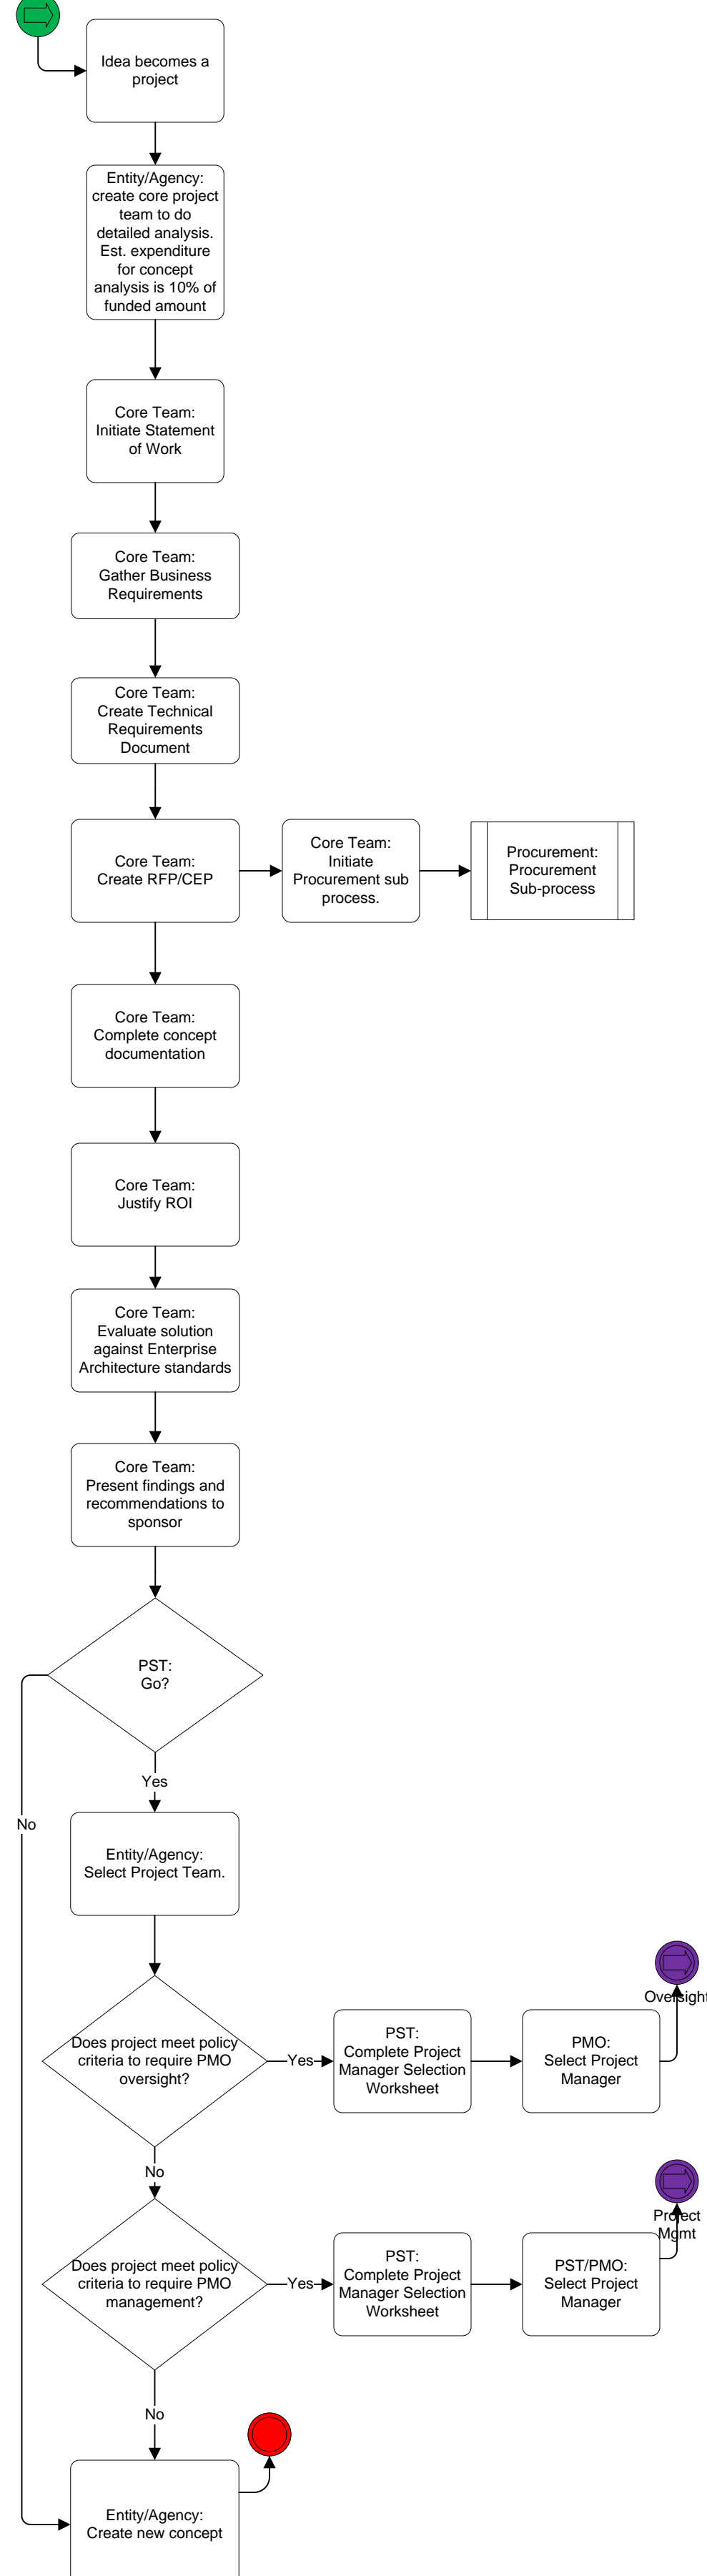 Idea becomes a
project
Entity/Agency:
create core project
team to do
detailed analysis.
Est. expenditure
for concept
analysis is 10% of
funded amount
Core Team:
Initiate Statement
of Work
Core Team:
Gather Business
Requirements
Core Team:
Create Technical
Requirements
Document
Core Team:
Create RFP/CEP
Core Team:
Initiate
Procurement sub
process.
Procurement:
Procurement
Sub-process
Core Team:
Complete concept
documentation
Core Team:
Justify ROI
Core Team:
Evaluate solution
against Enterprise
Architecture standards
Core Team:
Present findings and
recommendations to
sponsor
PST:
Go?
Yes
No
Entity/Agency:
Select Project Team.
Does project meet policy
criteria to require PMO
oversight?
Yes
PST:
Complete Project
Manager Selection
Worksheet
PMO:
Select Project
Manager
Oversight
No
Does project meet policy
criteria to require PMO
management?
Yes
PST:
Complete Project
Manager Selection
Worksheet
PST/PMO:
Select Project
Manager
Project
Mgmt
No
Entity/Agency:
Create new concept